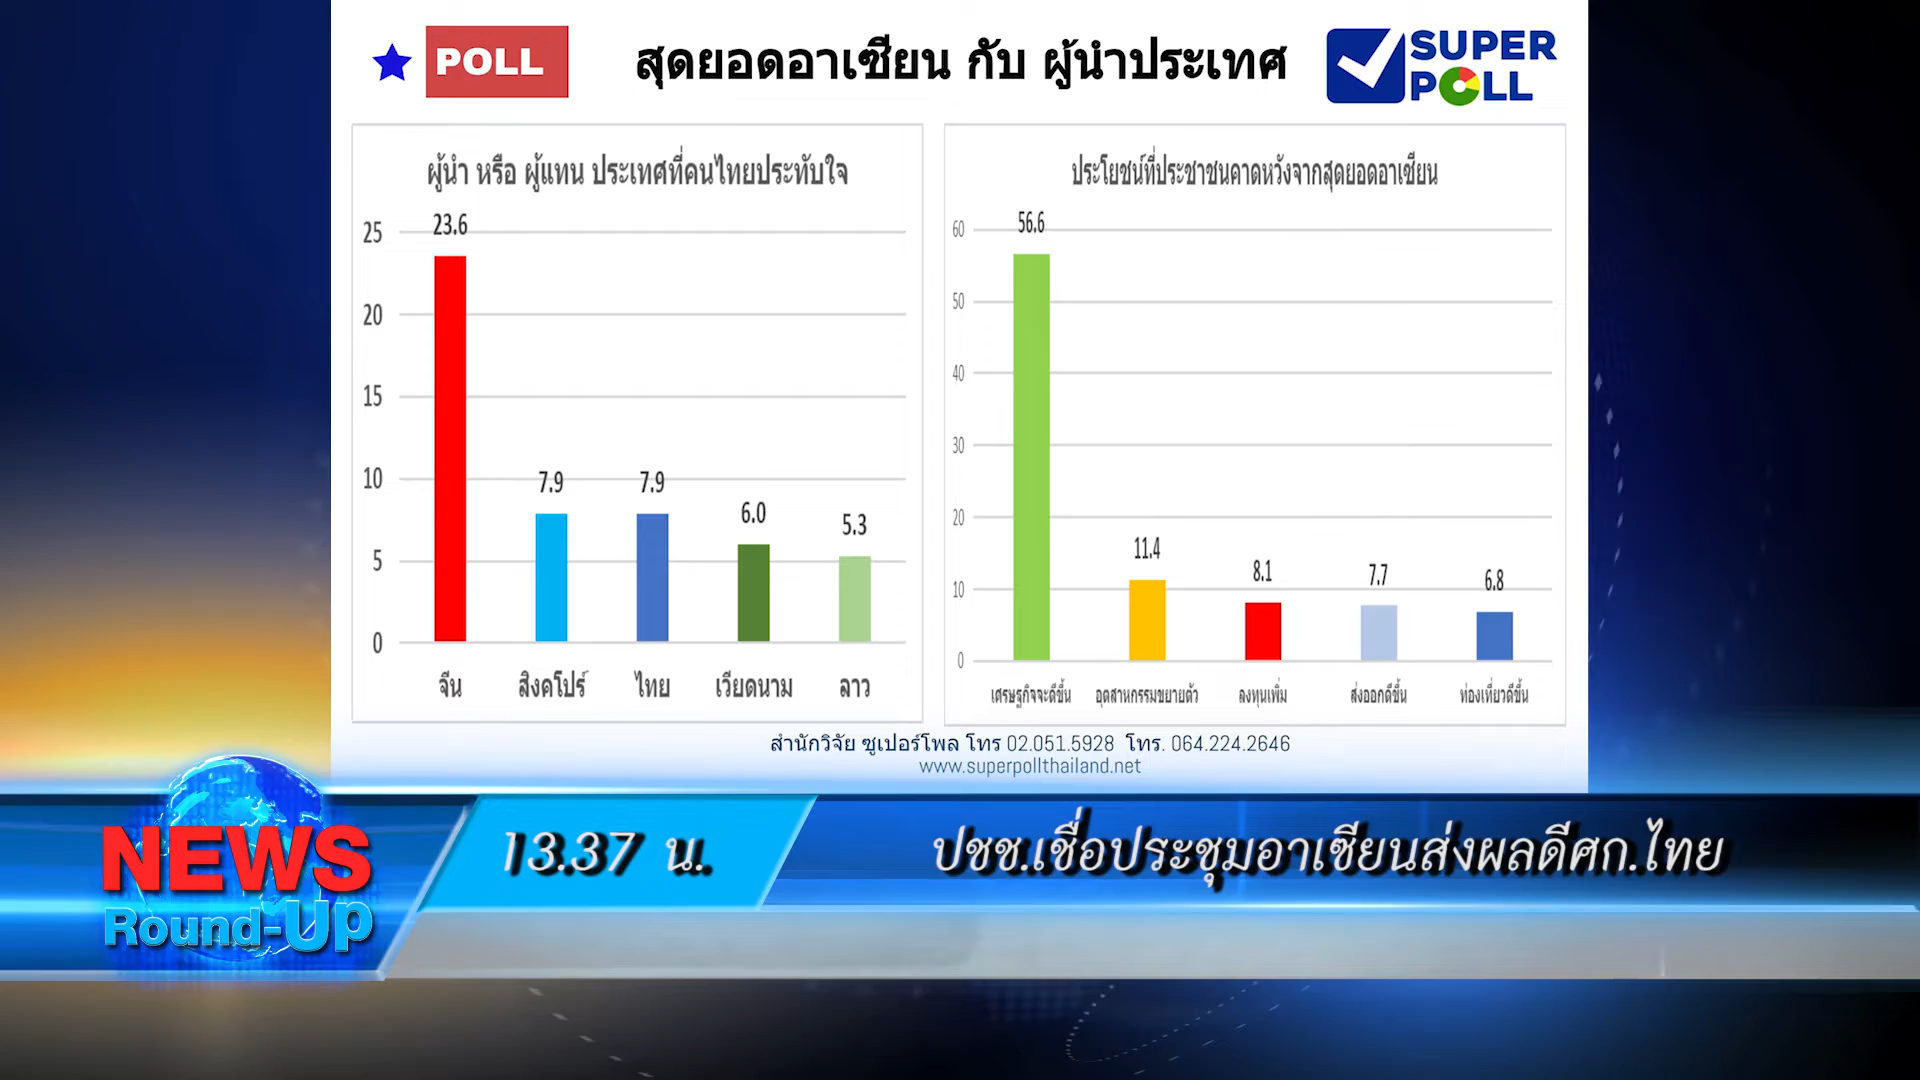 POLL
สุดยอดอาเซียน กับ ผู้นำประเทศ
SUPER
POLL
ผู้นำ หรือ ผู้แทน ประเทศที่คนไทยประทับใจ
25
20
15
10
5
0
23.6
7.9
7.9
6.0
5.3
จีน
สิงคโปร์
ไทย
เวียดนาม
ลาว
ประโยชน์ที่ประชาชนคาดหวังจากสุดยอดอาเซียน
60
50
40
30
20
10
0
56.6
11.4
8.1
7.7
6.8
เศรษฐกิจจะดีขึ้น
อุตสาหกรรมขยายตัว
ลงทุนเพิ่ม
ส่งออกดีขึ้น
ท่องเที่ยวดีขึ้น
สำนักวิจัย ซูเปอร์โพล โทร 02.051.5928 โทร. 064.224.2646
www.superpollthailand.net
NEWS
Round-Up
13.37 น.
ปชช.เชื่อประชุมอาเซียนส่งผลดีศก.ไทย